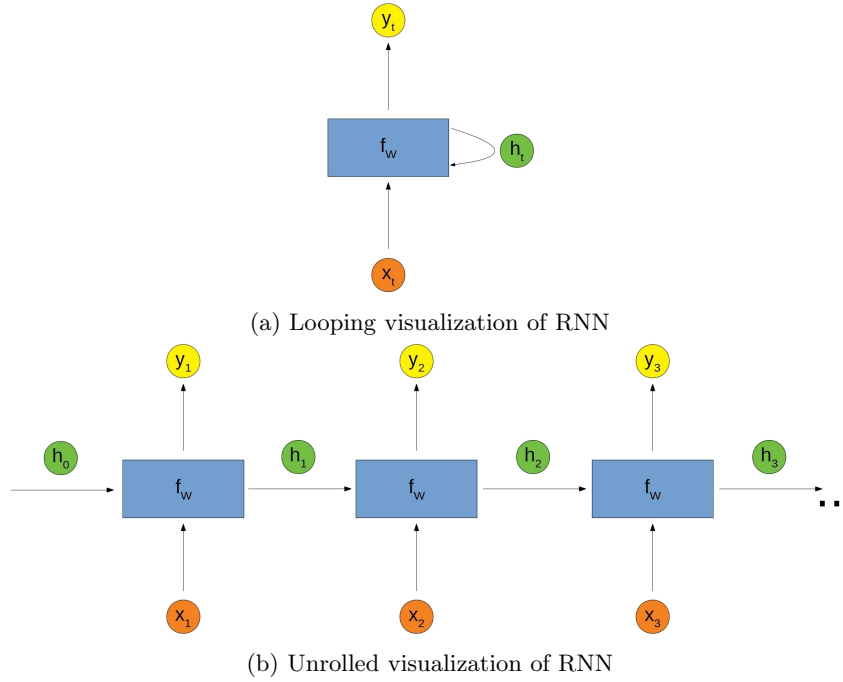 y_t
f_W
h_t
x_t
(a) Looping visualization of RNN
y_1 y_2 y_3
h_0 h_1 h_2 h_3
f_W f_W f_W
..
x_1 x_2 x_3
(b) Unrolled visualization of RNN